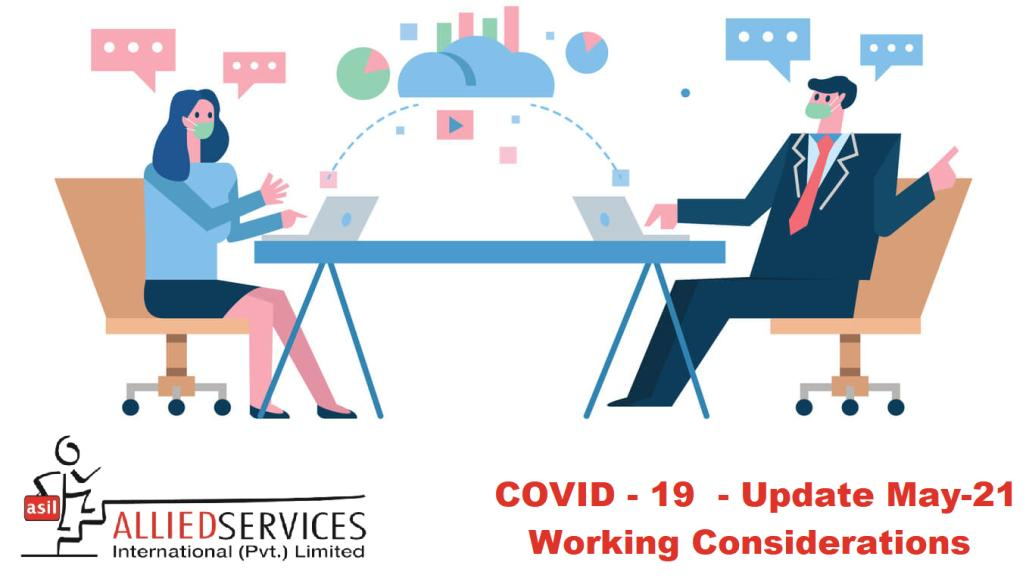 asil
ALLIEDSERVICES
International (Pvt.) Limited
COVID - 19 - Update May-21
Working Considerations